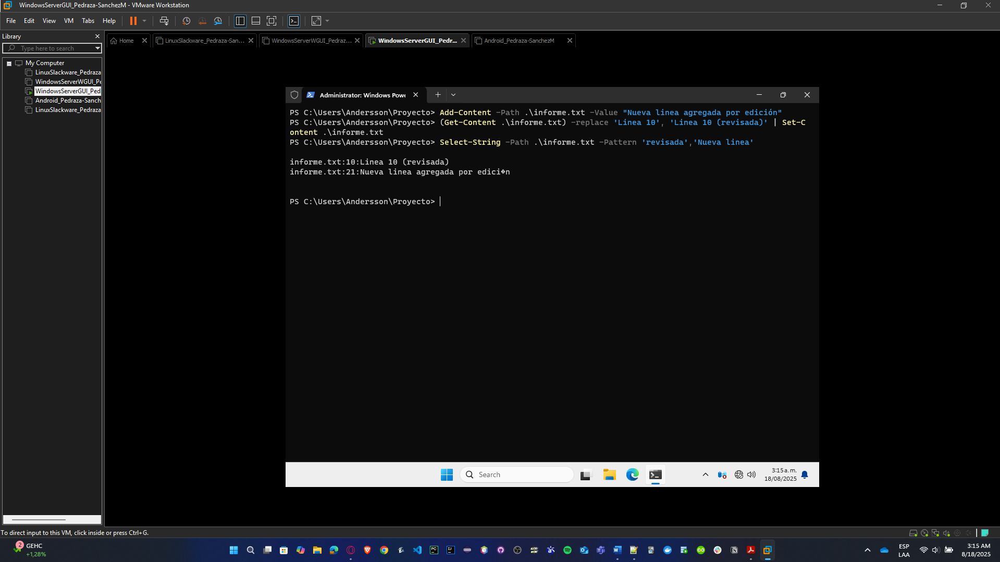 WindowsServerGUI_Pedraza-SanchezM - VMware Workstation
File Edit View VM Tabs Help
Library
Type here to search
My Computer
LinuxSlackware_Pedraza
WindowsServerWGUI_Pe
WindowsServerGUI_Ped
Android_Pedraza-Sanch
LinuxSlackware_Pedraza
Home LinuxSlackware_Pedraza-San... WindowsServerWGUI_Pedraz... WindowsServerGUI_Pedr... Android_Pedraza-SanchezM
Administrator: Windows Powe
PS C:\Users\Andersson\Proyecto> Add-Content -Path .\informe.txt -Value "Nueva linea agregada por edición"
PS C:\Users\Andersson\Proyecto> (Get-Content .\informe.txt) -replace 'Linea 10', 'Linea 10 (revisada)' | Set-C
ontent .\informe.txt
PS C:\Users\Andersson\Proyecto> Select-String -Path .\informe.txt -Pattern 'revisada','Nueva linea'
informe.txt:10:Linea 10 (revisada)
informe.txt:21:Nueva linea agregada por edici�n
PS C:\Users\Andersson\Proyecto>
Search
3:15 a. m.
18/08/2025
To direct input to this VM, click inside or press Ctrl+G.
2
GEHC
+1,28%
ESP
LAA
3:15 AM
8/18/2025